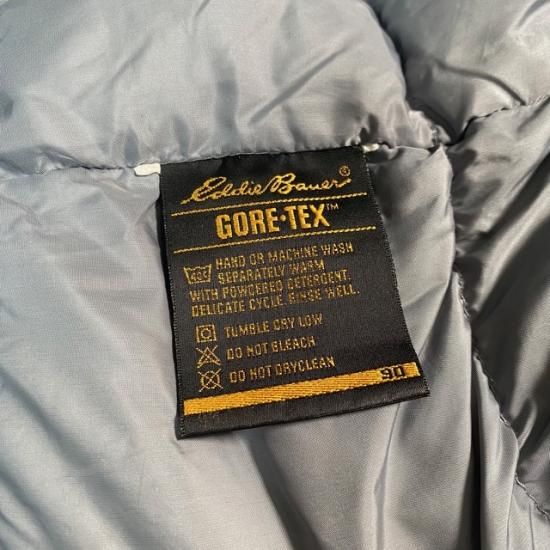 Eddie Bauer®
GORE-TEX™
HAND OR MACHINE WASH
SEPARATELY WARM
WITH POWDERED DETERGENT.
DELICATE CYCLE. RINSE WELL.
TUMBLE DRY LOW
DO NOT BLEACH
DO NOT DRYCLEAN
90